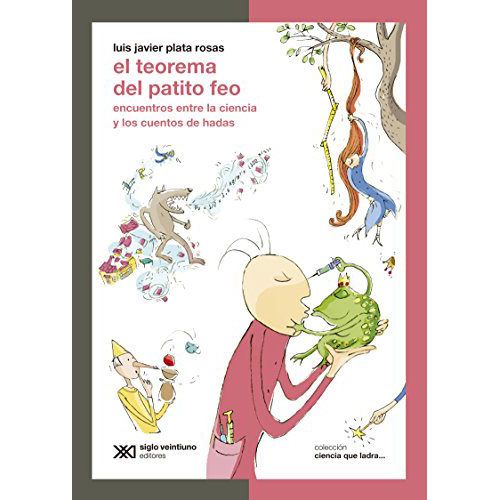 luis javier plata rosas
el teorema
del patito feo
encuentros entre la ciencia
y los cuentos de hadas
siglo veintiuno
editores
colección
ciencia que ladra...